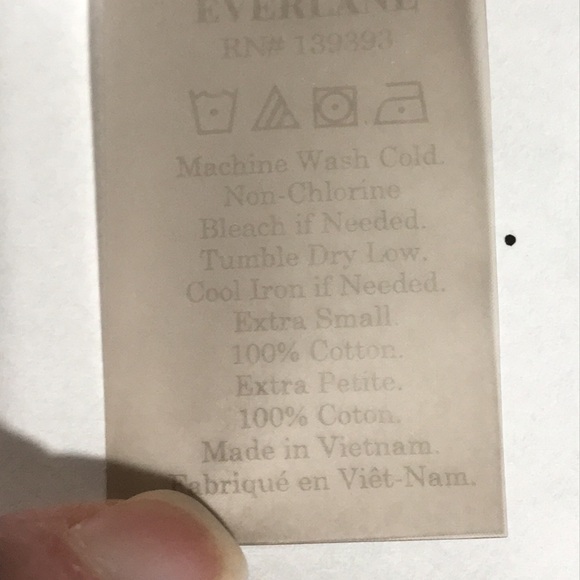 EVERLANE
RN# 139393
Machine Wash Cold.
Non-Chlorine
Bleach if Needed.
Tumble Dry Low.
Cool Iron if Needed.
Extra Small.
100% Cotton.
Extra Petite.
100% Coton.
Made in Vietnam.
Fabriqué en Viêt-Nam.